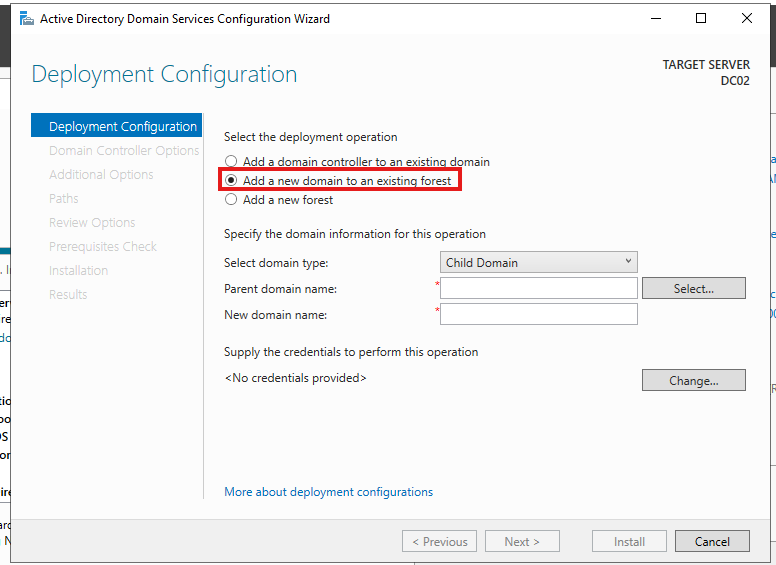 Active Directory Domain Services Configuration Wizard
Deployment Configuration
TARGET SERVER
DC02
Deployment Configuration
Domain Controller Options
Additional Options
Paths
Review Options
Prerequisites Check
Installation
Results
Select the deployment operation
Add a domain controller to an existing domain
Add a new domain to an existing forest
Add a new forest
Specify the domain information for this operation
Select domain type:
Child Domain
Parent domain name:
*
Select...
New domain name:
*
Supply the credentials to perform this operation
<No credentials provided>
Change...
More about deployment configurations
< Previous
Next >
Install
Cancel